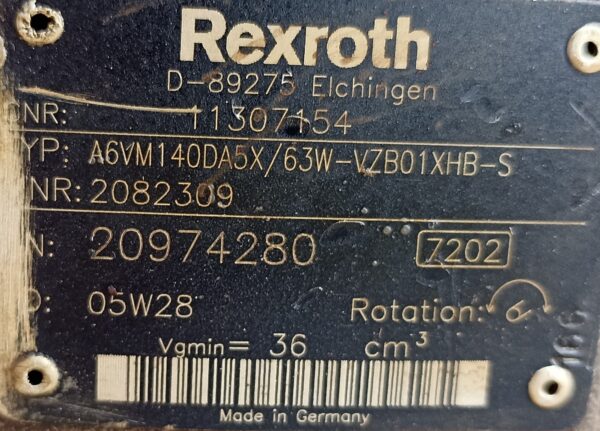 Rexroth
D-89275 Elchingen
NR: 11307154
YP: A6VM140DA5X/63W-VZB01XHB-S
NR: 2082309
N: 20974280 7202
D: 05W28 Rotation:
Vgmin = 36 cm³
166
Made in Germany